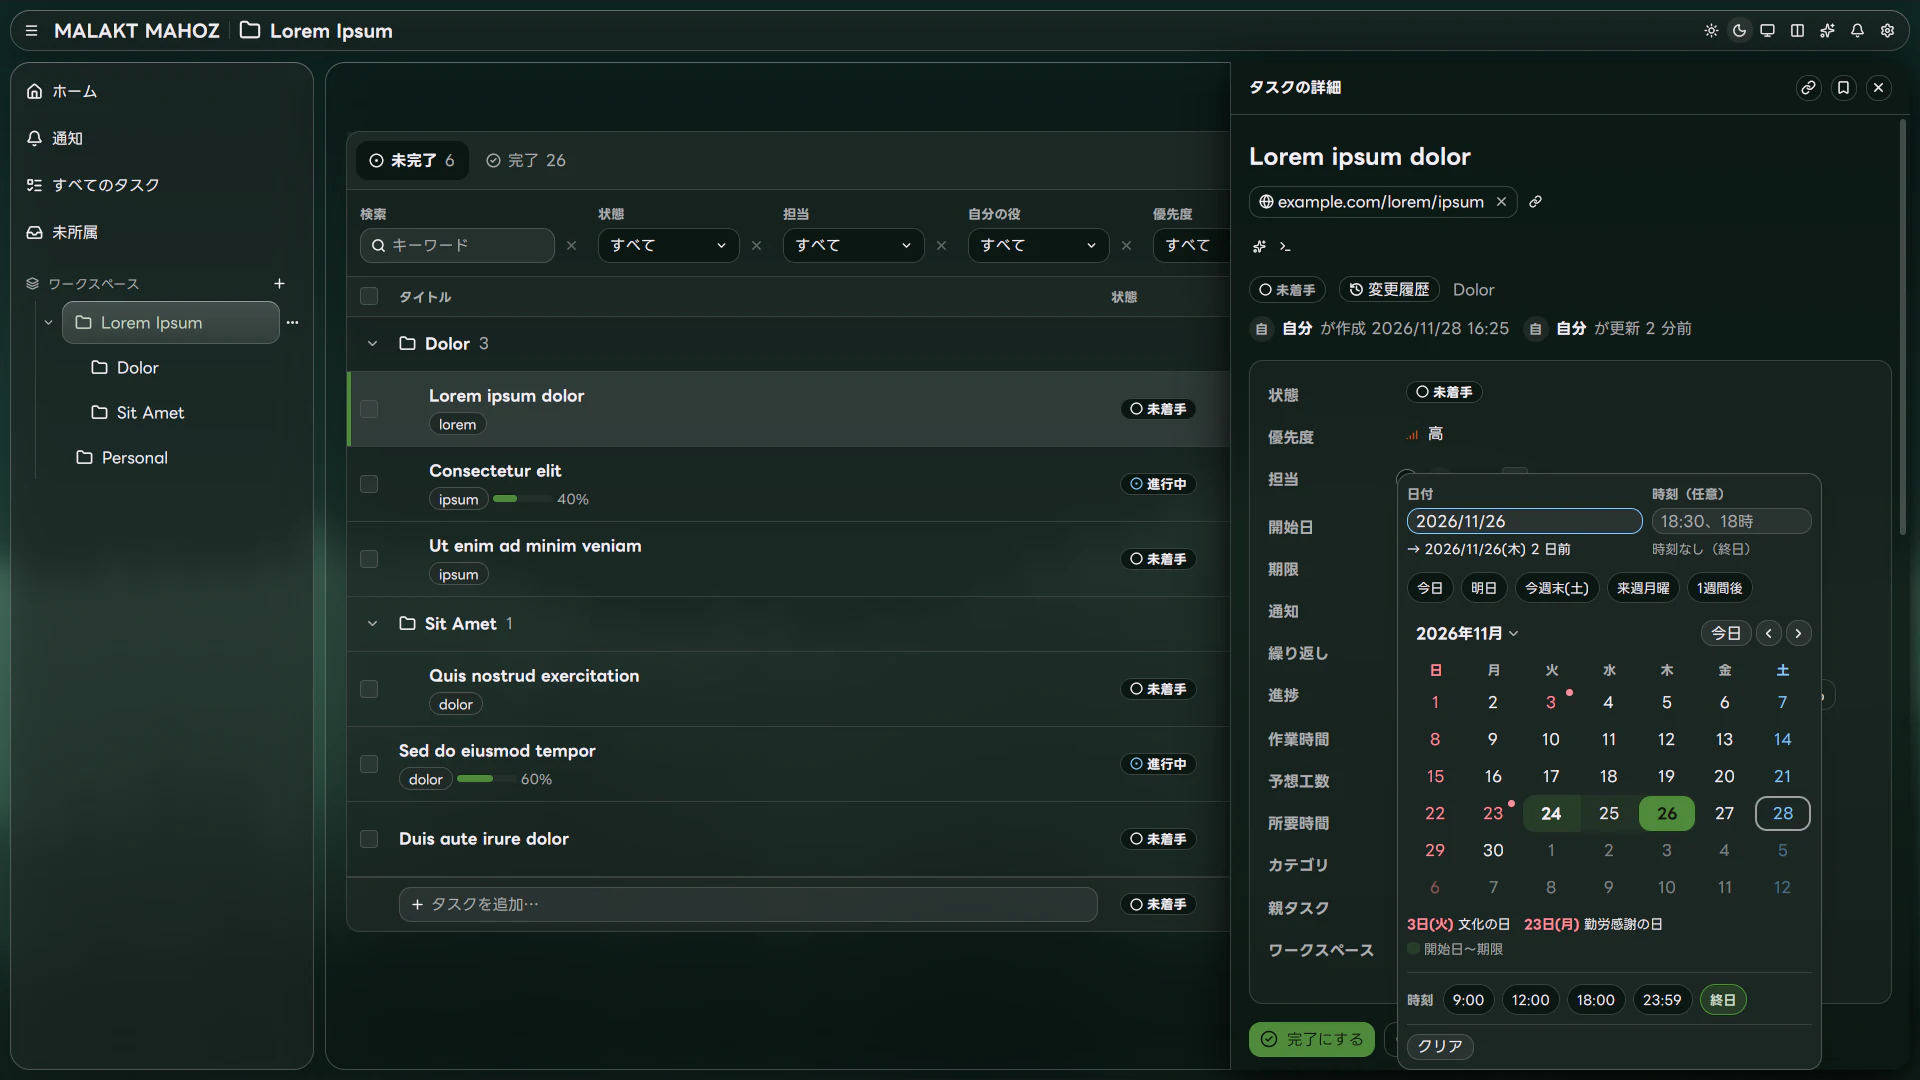 MALAKT MAHOZ
Lorem Ipsum
ホーム
通知
すべてのタスク
未所属
ワークスペース
Lorem Ipsum
Dolor
Sit Amet
Personal
未完了 6
完了 26
検索
状態
担当
自分の役
優先度
キーワード
すべて
すべて
すべて
すべて
タイトル
状態
Dolor 3
Lorem ipsum dolor
lorem
未着手
Consectetur elit
ipsum
40%
進行中
Ut enim ad minim veniam
ipsum
未着手
Sit Amet 1
Quis nostrud exercitation
dolor
未着手
Sed do eiusmod tempor
dolor
60%
進行中
Duis aute irure dolor
未着手
タスクを追加…
未着手
タスクの詳細
Lorem ipsum dolor
example.com/lorem/ipsum
未着手
変更履歴
Dolor
自 自分 が作成 2026/11/28 16:25
自 自分 が更新 2 分前
状態
未着手
優先度
高
担当
開始日
期限
通知
繰り返し
進捗
作業時間
予想工数
所要時間
カテゴリ
親タスク
ワークスペース
完了にする
日付
時刻（任意）
2026/11/26
18:30、18時
→ 2026/11/26(木) 2 日前
時刻なし（終日）
今日
明日
今週末(土)
来週月曜
1週間後
2026年11月
今日
日 月 火 水 木 金 土
1 2 3 4 5 6 7
8 9 10 11 12 13 14
15 16 17 18 19 20 21
22 23 24 25 26 27 28
29 30 1 2 3 4 5
6 7 8 9 10 11 12
3日(火) 文化の日 23日(月) 勤労感謝の日
開始日〜期限
時刻
9:00
12:00
18:00
23:59
終日
クリア